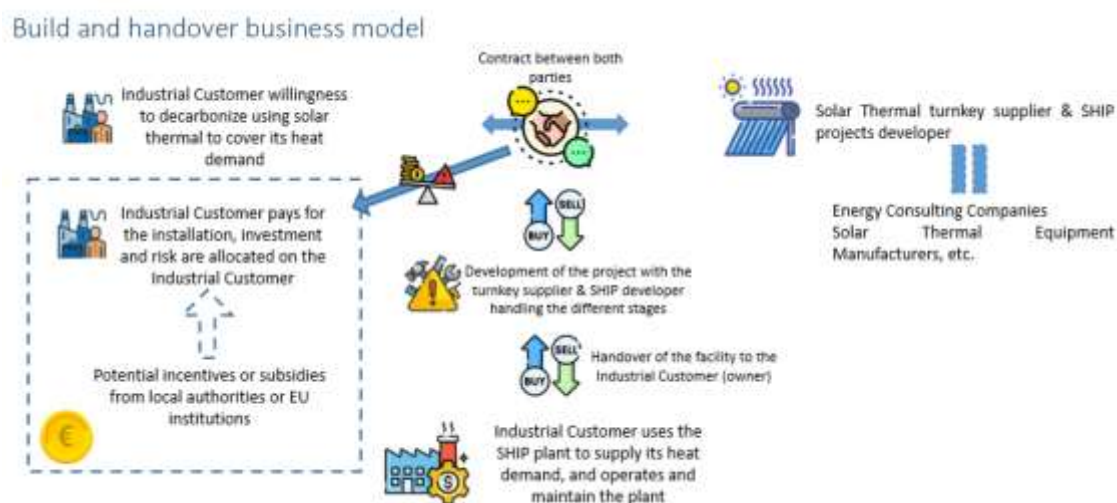 Build and handover business model
Contract between both
parties
Industrial Customer willingness
to decarbonize using solar
thermal to cover its heat
demand
Solar Thermal turnkey supplier & SHIP
projects developer
Energy Consulting Companies
Solar Thermal Equipment
Manufacturers, etc.
Industrial Customer pays for
the installation, investment
and risk are allocated on the
Industrial Customer
SELL
BUY
Development of the project with the
turnkey supplier & SHIP developer
handling the different stages
SELL
BUY
Handover of the facility to the
Industrial Customer (owner)
Potential incentives or subsidies
from local authorities or EU
institutions
€
Industrial Customer uses the
SHIP plant to supply its heat
demand, and operates and
maintain the plant
$